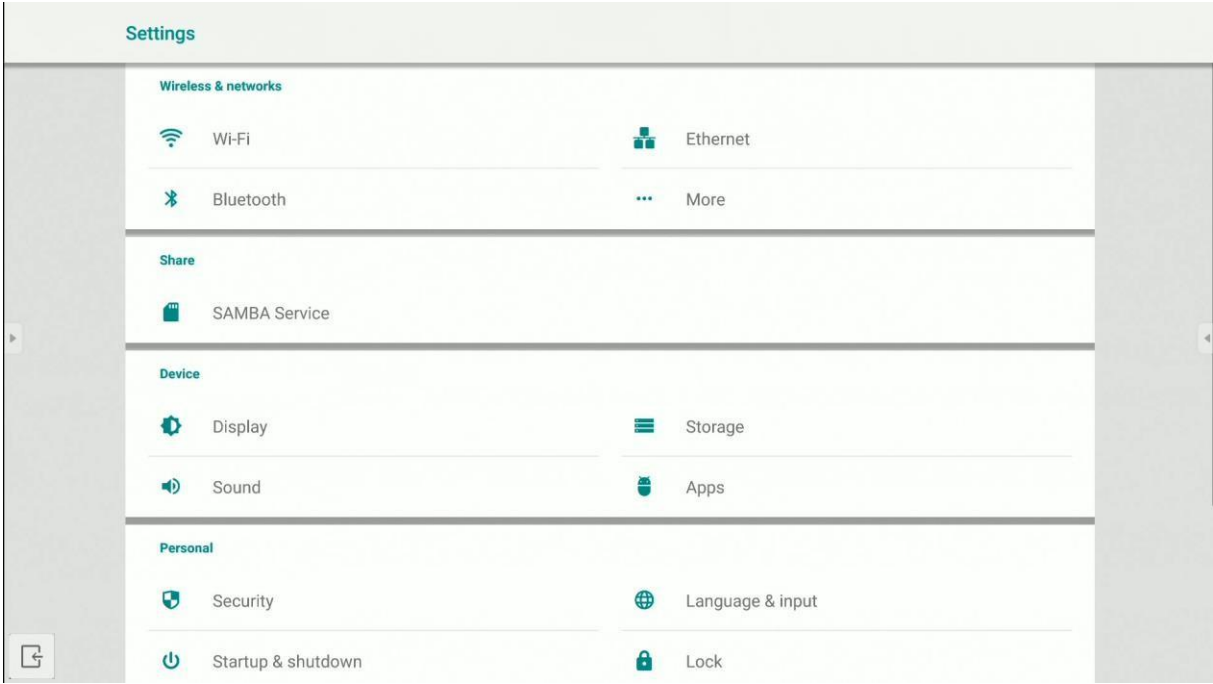 Settings
Wireless & networks
Wi-Fi
Ethernet
Bluetooth
More
Share
SAMBA Service
Device
Display
Storage
Sound
Apps
Personal
Security
Language & input
Startup & shutdown
Lock